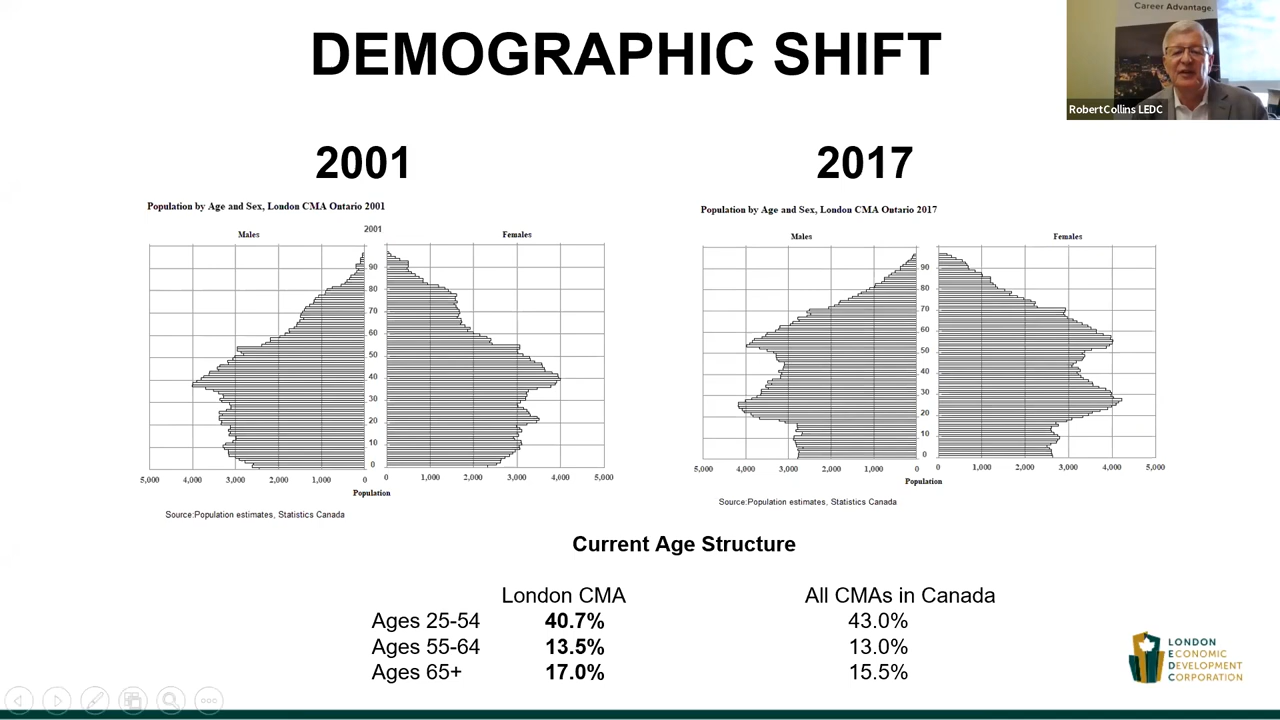 DEMOGRAPHIC SHIFT
Career Advantage.
RobertCollins LEDC
2001
2017
Population by Age and Sex, London CMA Ontario 2001
2001
Males
Females
90
80
70
60
50
40
30
20
10
0
5,000 4,000 3,000 2,000 1,000 0 0 1,000 2,000 3,000 4,000 5,000
Population
Source:Population estimates, Statistics Canada
Population by Age and Sex, London CMA Ontario 2017
Males
Females
90
80
70
60
50
40
30
20
10
0
5,000 4,000 3,000 2,000 1,000 0 0 1,000 2,000 3,000 4,000 5,000
Population
Source:Population estimates, Statistics Canada
Current Age Structure
London CMA All CMAs in Canada
Ages 25-54 40.7% 43.0%
Ages 55-64 13.5% 13.0%
Ages 65+ 17.0% 15.5%
LONDON
ECONOMIC
DEVELOPMENT
CORPORATION